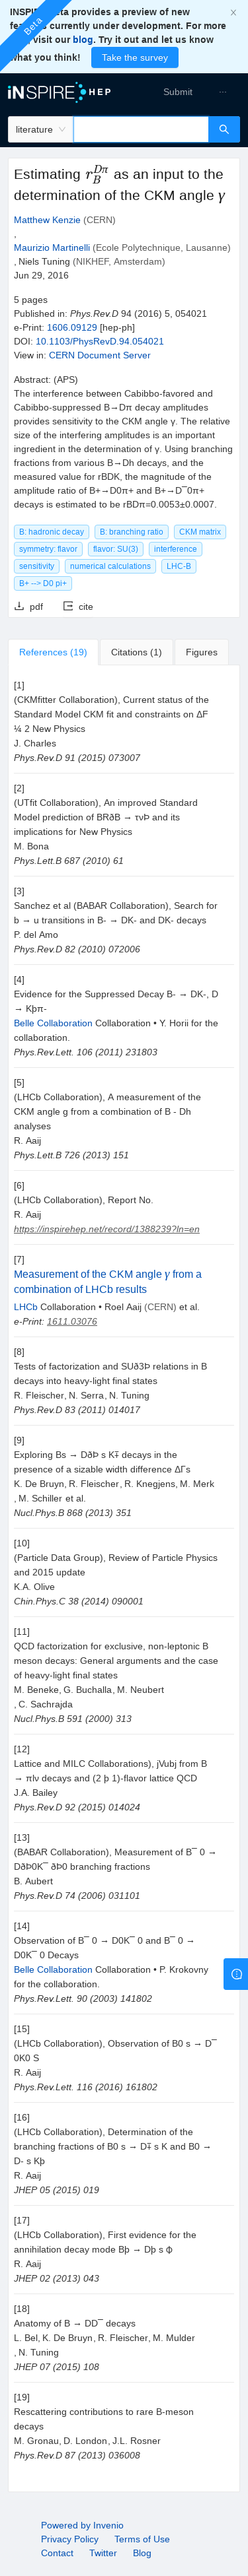 INSPIRE beta provides a preview of new
features currently under development. For more
visit our blog. Try it out and let us know
what you think!
Take the survey
Beta
INSPIRE HEP
Submit
...
literature
Estimating r_B^{Dπ} as an input to the
determination of the CKM angle γ
Matthew Kenzie (CERN)
,
Maurizio Martinelli (Ecole Polytechnique, Lausanne)
, Niels Tuning (NIKHEF, Amsterdam)
Jun 29, 2016
5 pages
Published in: Phys.Rev.D 94 (2016) 5, 054021
e-Print: 1606.09129 [hep-ph]
DOI: 10.1103/PhysRevD.94.054021
View in: CERN Document Server
Abstract: (APS)
The interference between Cabibbo-favored and
Cabibbo-suppressed B→Dπ decay amplitudes
provides sensitivity to the CKM angle γ. The relative
size of the interfering amplitudes is an important
ingredient in the determination of γ. Using branching
fractions from various B→Dh decays, and the
measured value for rBDK, the magnitude of the
amplitude ratio of B+→D0π+ and B+→D¯0π+
decays is estimated to be rBDπ=0.0053±0.0007.
B: hadronic decay
B: branching ratio
CKM matrix
symmetry: flavor
flavor: SU(3)
interference
sensitivity
numerical calculations
LHC-B
B+ --> D0 pi+
pdf
cite
References (19)
Citations (1)
Figures
[1]
(CKMfitter Collaboration), Current status of the
Standard Model CKM fit and constraints on ΔF
¼ 2 New Physics
J. Charles
Phys.Rev.D 91 (2015) 073007
[2]
(UTfit Collaboration), An improved Standard
Model prediction of BRðB → τνÞ and its
implications for New Physics
M. Bona
Phys.Lett.B 687 (2010) 61
[3]
Sanchez et al (BABAR Collaboration), Search for
b → u transitions in B- → DK- and DK- decays
P. del Amo
Phys.Rev.D 82 (2010) 072006
[4]
Evidence for the Suppressed Decay B- → DK-, D
→ Kþπ-
Belle Collaboration Collaboration • Y. Horii for the
collaboration.
Phys.Rev.Lett. 106 (2011) 231803
[5]
(LHCb Collaboration), A measurement of the
CKM angle g from a combination of B - Dh
analyses
R. Aaij
Phys.Lett.B 726 (2013) 151
[6]
(LHCb Collaboration), Report No.
R. Aaij
https://inspirehep.net/record/1388239?ln=en
[7]
Measurement of the CKM angle γ from a
combination of LHCb results
LHCb Collaboration • Roel Aaij (CERN) et al.
e-Print: 1611.03076
[8]
Tests of factorization and SUð3Þ relations in B
decays into heavy-light final states
R. Fleischer, N. Serra, N. Tuning
Phys.Rev.D 83 (2011) 014017
[9]
Exploring Bs → DðÞ s K∓ decays in the
presence of a sizable width difference ΔΓs
K. De Bruyn, R. Fleischer, R. Knegjens, M. Merk
, M. Schiller et al.
Nucl.Phys.B 868 (2013) 351
[10]
(Particle Data Group), Review of Particle Physics
and 2015 update
K.A. Olive
Chin.Phys.C 38 (2014) 090001
[11]
QCD factorization for exclusive, non-leptonic B
meson decays: General arguments and the case
of heavy-light final states
M. Beneke, G. Buchalla, M. Neubert
, C. Sachrajda
Nucl.Phys.B 591 (2000) 313
[12]
Lattice and MILC Collaborations), jVubj from B
→ πlν decays and (2 þ 1)-flavor lattice QCD
J.A. Bailey
Phys.Rev.D 92 (2015) 014024
[13]
(BABAR Collaboration), Measurement of B¯ 0 →
DðÞ0K¯ ðÞ0 branching fractions
B. Aubert
Phys.Rev.D 74 (2006) 031101
[14]
Observation of B¯ 0 → D0K¯ 0 and B¯ 0 →
D0K¯ 0 Decays
Belle Collaboration Collaboration • P. Krokovny
for the collaboration.
Phys.Rev.Lett. 90 (2003) 141802
[15]
(LHCb Collaboration), Observation of B0 s → D¯
0K0 S
R. Aaij
Phys.Rev.Lett. 116 (2016) 161802
[16]
(LHCb Collaboration), Determination of the
branching fractions of B0 s → D∓ s K and B0 →
D- s Kþ
R. Aaij
JHEP 05 (2015) 019
[17]
(LHCb Collaboration), First evidence for the
annihilation decay mode Bþ → Dþ s ϕ
R. Aaij
JHEP 02 (2013) 043
[18]
Anatomy of B → DD¯ decays
L. Bel, K. De Bruyn, R. Fleischer, M. Mulder
, N. Tuning
JHEP 07 (2015) 108
[19]
Rescattering contributions to rare B-meson
decays
M. Gronau, D. London, J.L. Rosner
Phys.Rev.D 87 (2013) 036008
Powered by Invenio
Privacy Policy
Terms of Use
Contact
Twitter
Blog